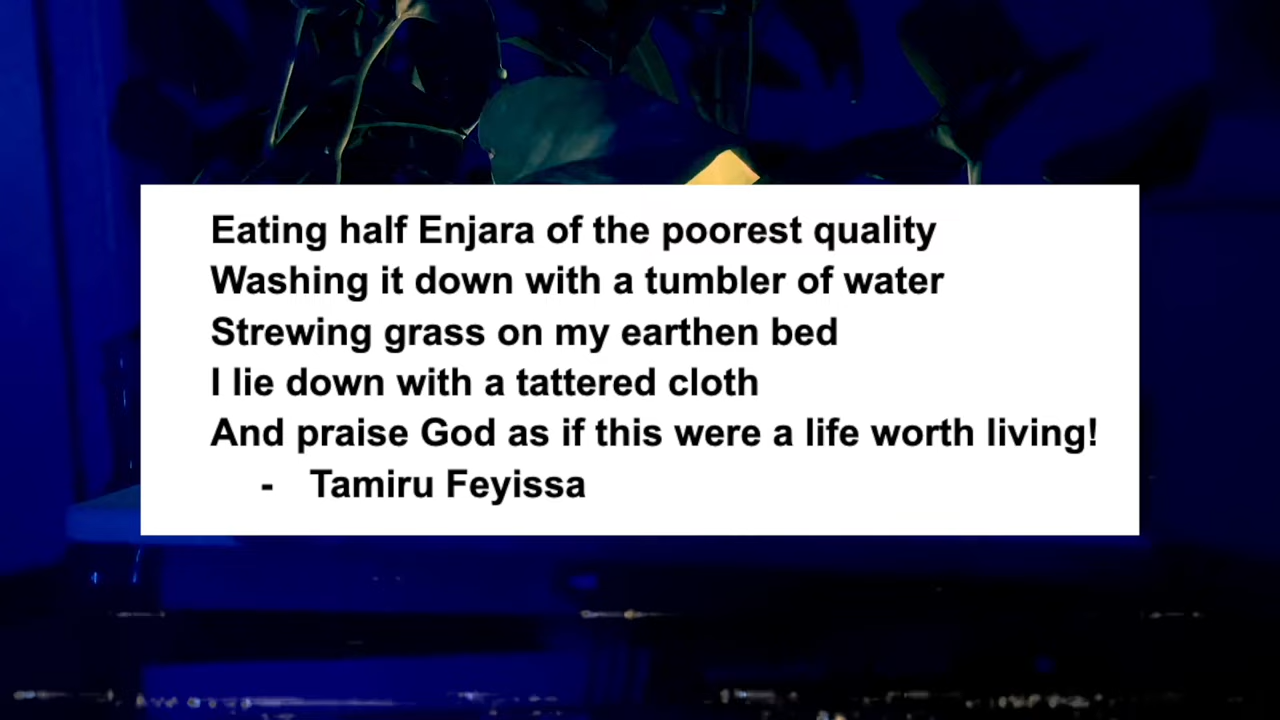 Eating half Enjara of the poorest quality
Washing it down with a tumbler of water
Strewing grass on my earthen bed
I lie down with a tattered cloth
And praise God as if this were a life worth living!
- Tamiru Feyissa